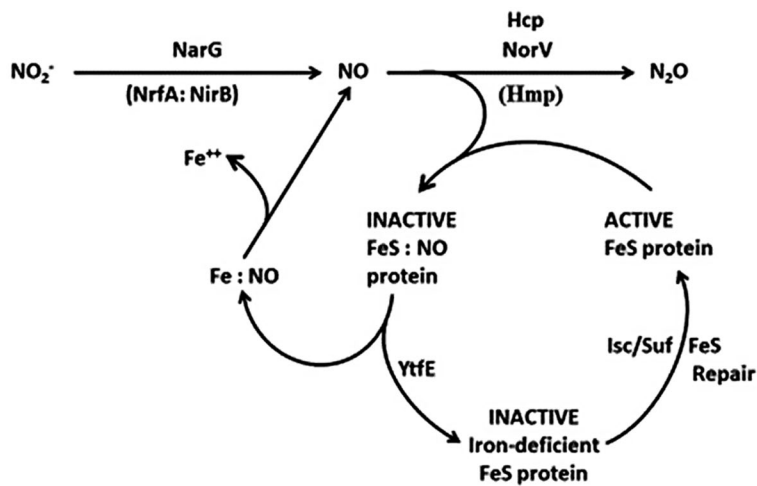 Hcp
NarG
NorV
NO₂⁻
NO
N₂O
(NrfA: NirB)
(Hmp)
Fe⁺⁺
INACTIVE
FeS : NO
protein
ACTIVE
FeS protein
Fe : NO
Isc/Suf
FeS
Repair
YtfE
INACTIVE
Iron-deficient
FeS protein